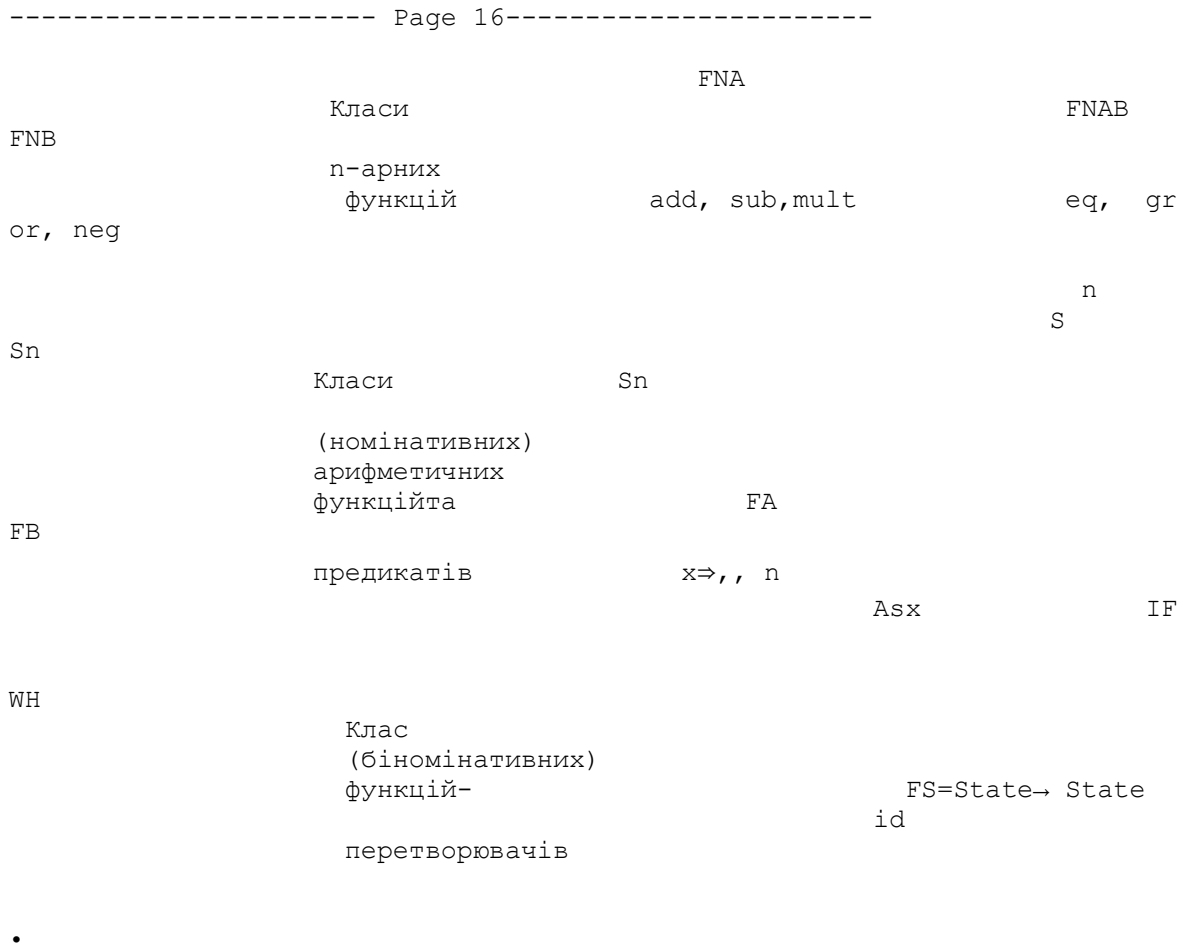 ----------------------- Page 16-----------------------
FNA
Класи FNAB
FNB
n-арних
функцій add, sub,mult eq, gr
or, neg
n
S
Sn
Класи Sn
(номінативних)
арифметичних
функційта FA
FB
предикатів x⇒,, n
Asx IF
WH
Клас
(біномінативних)
функцій- FS=State→ State
id
перетворювачів
•